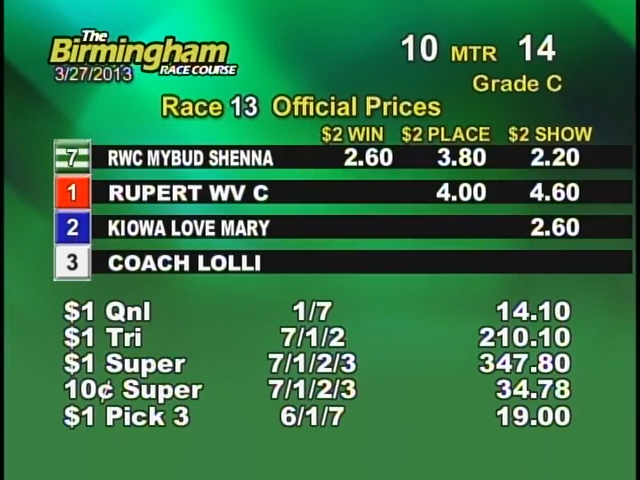 The
Birmingham
RACE COURSE
3/27/2013
10 MTR 14
Grade C
Race 13 Official Prices
$2 WIN $2 PLACE $2 SHOW
7 RWC MYBUD SHENNA 2.60 3.80 2.20
1 RUPERT WV C 4.00 4.60
2 KIOWA LOVE MARY 2.60
3 COACH LOLLI
$1 Qnl 1/7 14.10
$1 Tri 7/1/2 210.10
$1 Super 7/1/2/3 347.80
10¢ Super 7/1/2/3 34.78
$1 Pick 3 6/1/7 19.00